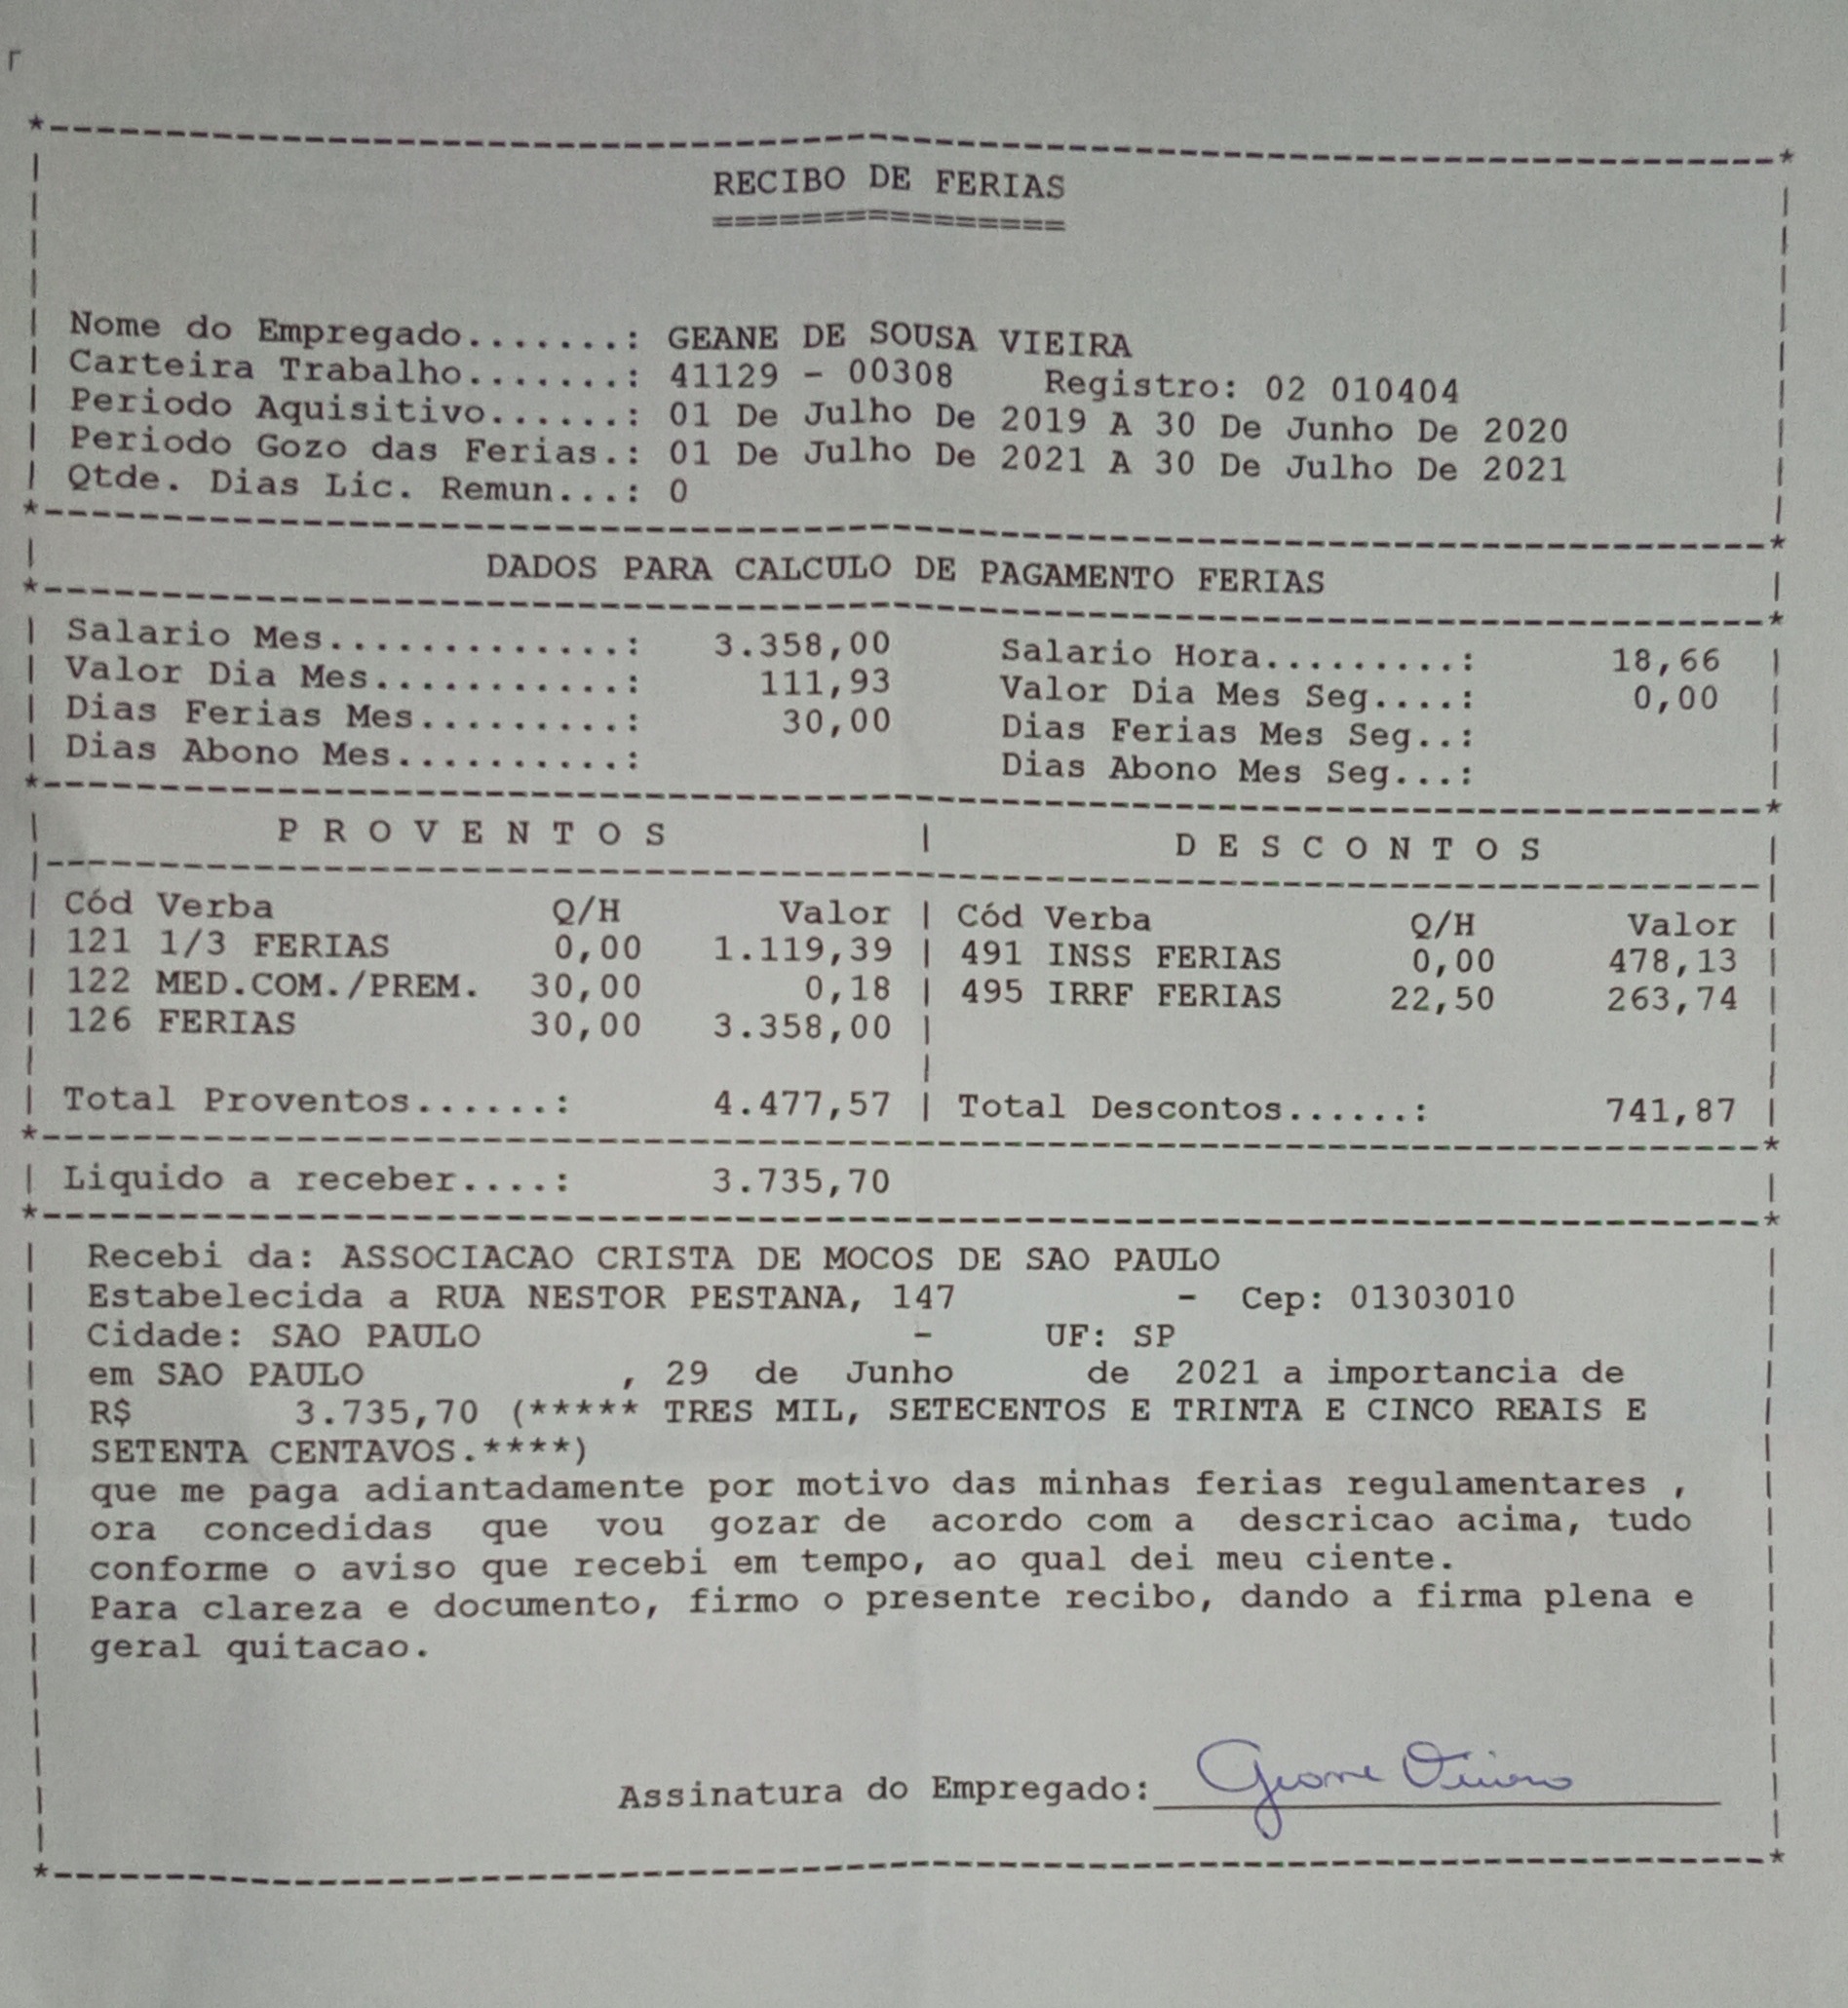 RECIBO DE FERIAS
================
Nome do Empregado.......: GEANE DE SOUSA VIEIRA
Carteira Trabalho.......: 41129 - 00308 Registro: 02 010404
Periodo Aquisitivo......: 01 De Julho De 2019 A 30 De Junho De 2020
Periodo Gozo das Ferias.: 01 De Julho De 2021 A 30 De Julho De 2021
Qtde. Dias Lic. Remun...: 0
DADOS PARA CALCULO DE PAGAMENTO FERIAS
Salario Mes.............: 3.358,00 Salario Hora.........: 18,66
Valor Dia Mes...........: 111,93 Valor Dia Mes Seg....: 0,00
Dias Ferias Mes.........: 30,00 Dias Ferias Mes Seg..:
Dias Abono Mes..........: Dias Abono Mes Seg...:
P R O V E N T O S | D E S C O N T O S
Cód Verba Q/H Valor | Cód Verba Q/H Valor
121 1/3 FERIAS 0,00 1.119,39 | 491 INSS FERIAS 0,00 478,13
122 MED.COM./PREM. 30,00 0,18 | 495 IRRF FERIAS 22,50 263,74
126 FERIAS 30,00 3.358,00 |
Total Proventos......: 4.477,57 | Total Descontos......: 741,87
Liquido a receber....: 3.735,70
Recebi da: ASSOCIACAO CRISTA DE MOCOS DE SAO PAULO
Estabelecida a RUA NESTOR PESTANA, 147 - Cep: 01303010
Cidade: SAO PAULO - UF: SP
em SAO PAULO , 29 de Junho de 2021 a importancia de
R$ 3.735,70 (***** TRES MIL, SETECENTOS E TRINTA E CINCO REAIS E
SETENTA CENTAVOS.****)
que me paga adiantadamente por motivo das minhas ferias regulamentares ,
ora concedidas que vou gozar de acordo com a descricao acima, tudo
conforme o aviso que recebi em tempo, ao qual dei meu ciente.
Para clareza e documento, firmo o presente recibo, dando a firma plena e
geral quitacao.
Assinatura do Empregado: Geane Vieira